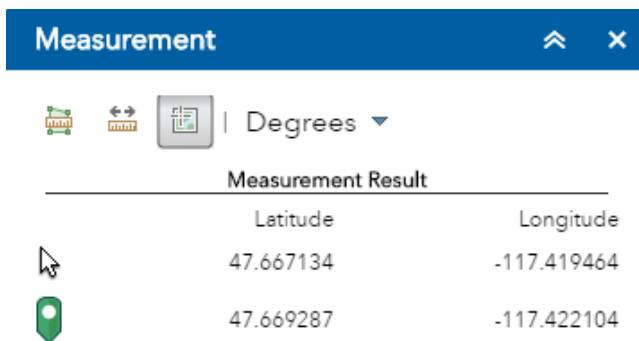 Measurement
| Degrees
Measurement Result
Latitude Longitude
47.667134 -117.419464
47.669287 -117.422104